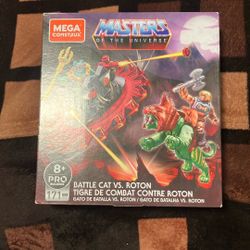 MEGA
CONSTRUX
MASTERS
OF THE UNIVERSE
8+
PRO
171
BATTLE CAT VS. ROTON
TIGRE DE COMBAT CONTRE ROTON
GATO DE BATALLA VS. ROTON / GATO DE BATALHA VS. ROTON